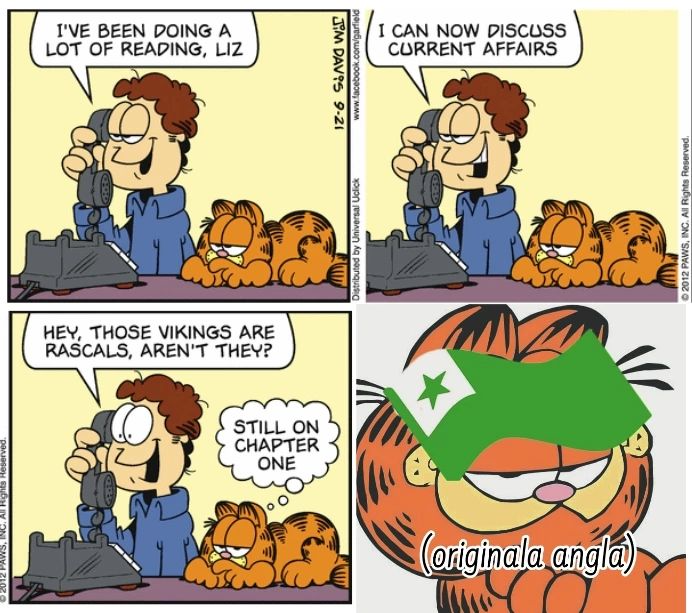 I'VE BEEN DOING A
LOT OF READING, LIZ
JIM DAVIS 9-21
www.facebook.com/garfield
Distributed by Universal Uclick
I CAN NOW DISCUSS
CURRENT AFFAIRS
© 2012 PAWS, INC. All Rights Reserved.
HEY, THOSE VIKINGS ARE
RASCALS, AREN'T THEY?
STILL ON
CHAPTER
ONE
© 2012 PAWS, INC. All Rights Reserved.
(originala angla)